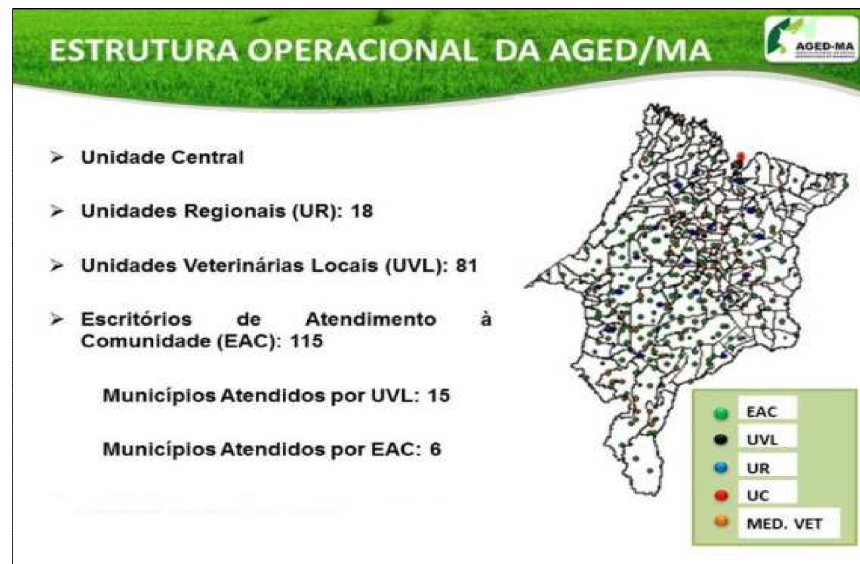 ESTRUTURA OPERACIONAL DA AGED/MA
AGED-MA
➢ Unidade Central
➢ Unidades Regionais (UR): 18
➢ Unidades Veterinárias Locais (UVL): 81
➢ Escritórios de Atendimento à
Comunidade (EAC): 115
Municípios Atendidos por UVL: 15
Municípios Atendidos por EAC: 6
EAC
UVL
UR
UC
MED. VET